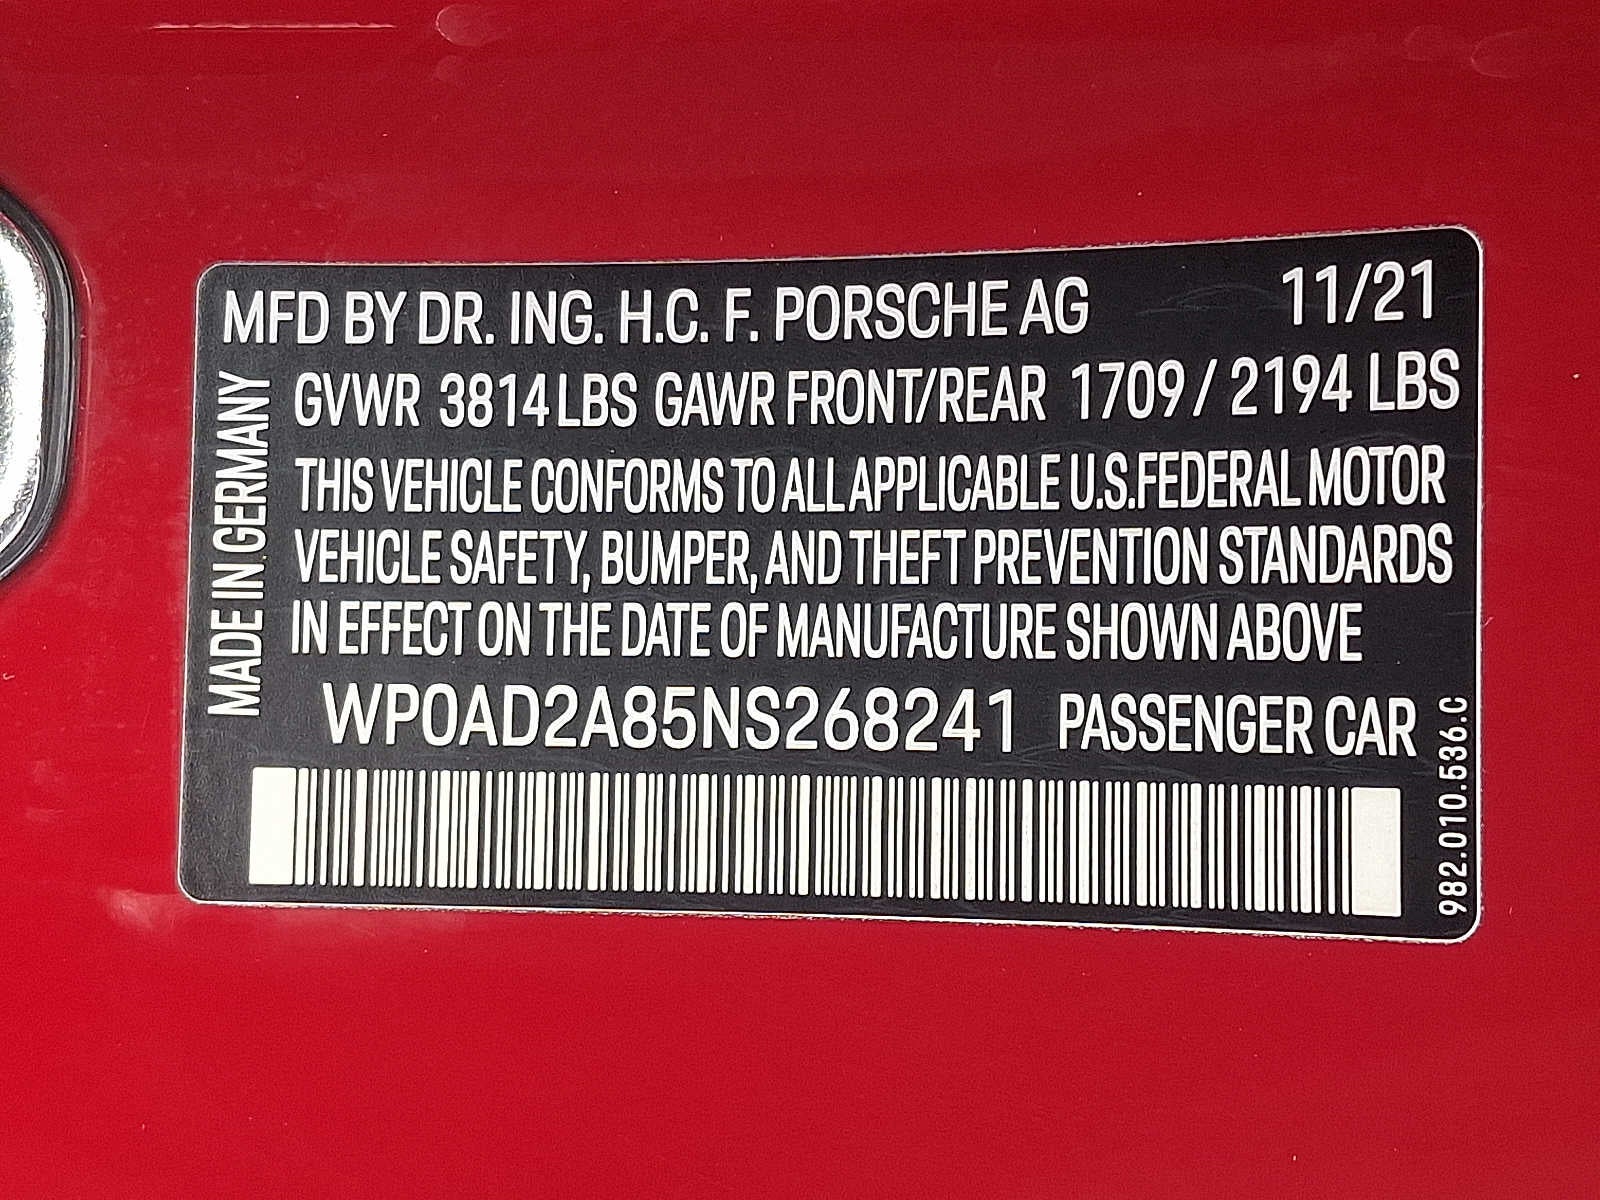 MFD BY DR. ING. H.C. F. PORSCHE AG 11/21
GVWR 3814 LBS GAWR FRONT/REAR 1709 / 2194 LBS
THIS VEHICLE CONFORMS TO ALL APPLICABLE U.S.FEDERAL MOTOR
VEHICLE SAFETY, BUMPER, AND THEFT PREVENTION STANDARDS
IN EFFECT ON THE DATE OF MANUFACTURE SHOWN ABOVE
WP0AD2A85NS268241 PASSENGER CAR
MADE IN GERMANY
982.010.536.C